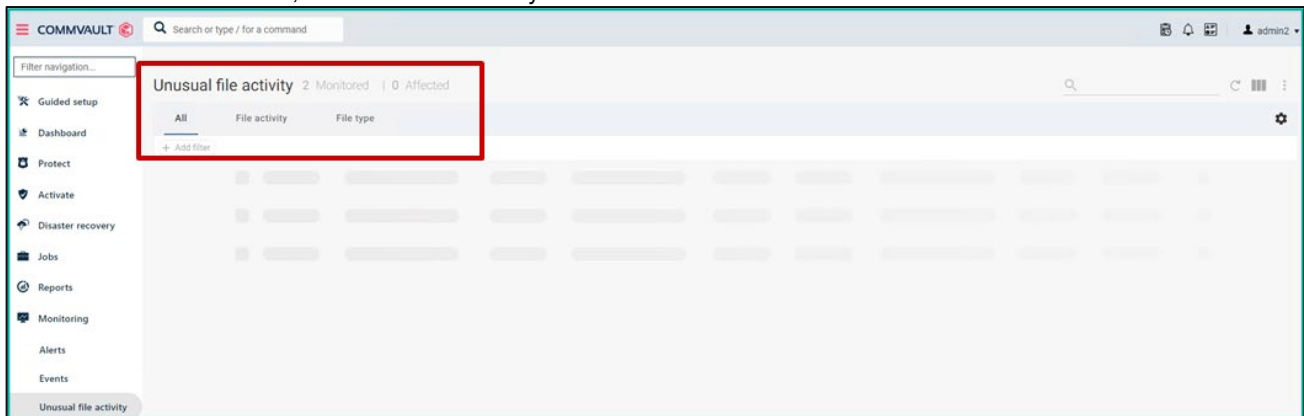 COMMVAULT
Search or type / for a command
admin2
Filter navigation...
Unusual file activity 2 Monitored | 0 Affected
Guided setup
All File activity File type
Dashboard
+ Add filter
Protect
Activate
Disaster recovery
Jobs
Reports
Monitoring
Alerts
Events
Unusual file activity